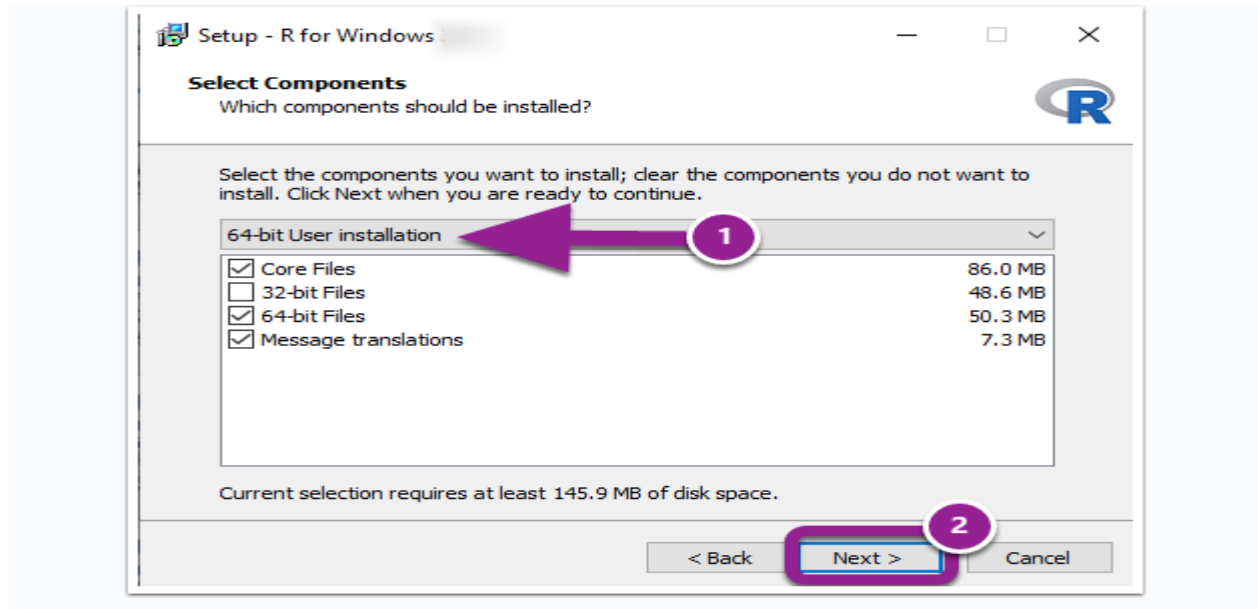 Setup - R for Windows
Select Components
Which components should be installed?
R
Select the components you want to install; clear the components you do not want to
install. Click Next when you are ready to continue.
64-bit User installation
1
Core Files 86.0 MB
32-bit Files 48.6 MB
64-bit Files 50.3 MB
Message translations 7.3 MB
Current selection requires at least 145.9 MB of disk space.
2
< Back Next > Cancel